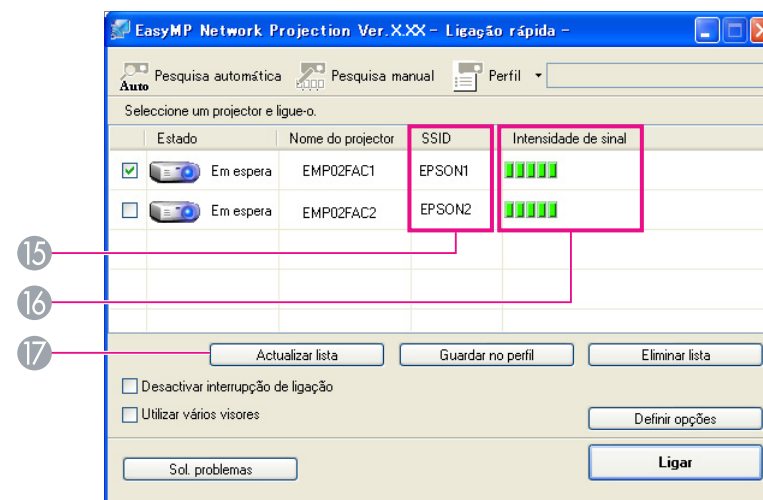 EasyMP Network Projection Ver.X.XX - Ligação rápida -
Auto Pesquisa automática Pesquisa manual Perfil
Seleccione um projector e ligue-o.
Estado Nome do projector SSID Intensidade de sinal
Em espera EMP02FAC1 EPSON1
Em espera EMP02FAC2 EPSON2
15
16
17 Actualizar lista Guardar no perfil Eliminar lista
Desactivar interrupção de ligação
Utilizar vários visores
Definir opções
Sol. problemas Ligar